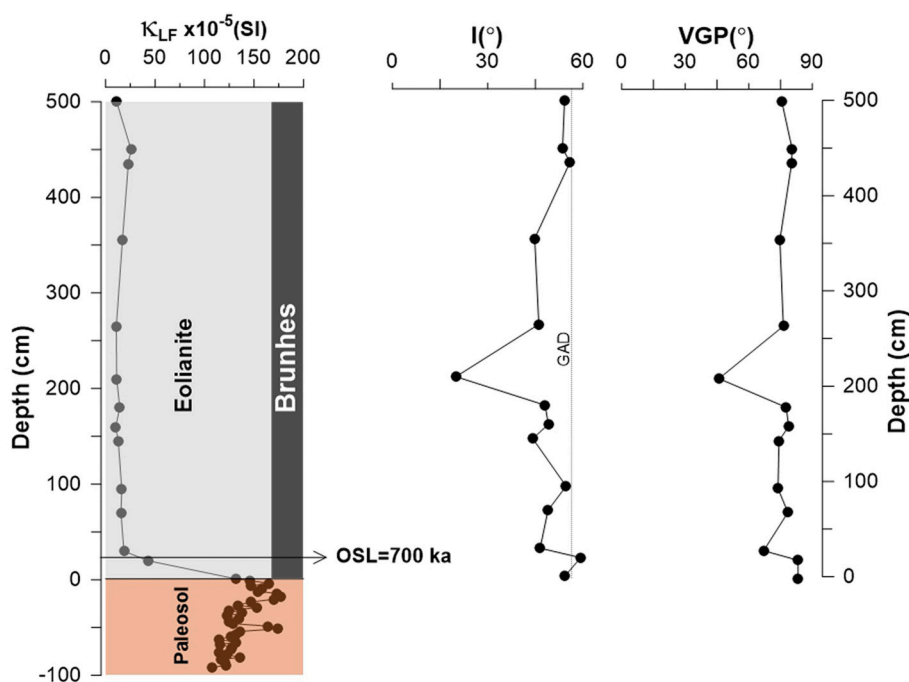 κLF x10⁻⁵(SI)
0 50 100 150 200
I(°)
0 30 60
VGP(°)
0 30 60 90
Depth (cm)
500
400
300
200
100
0
-100
Eolianite
Brunhes
Paleosol
OSL=700 ka
GAD
500
400
300
200
100
0
Depth (cm)